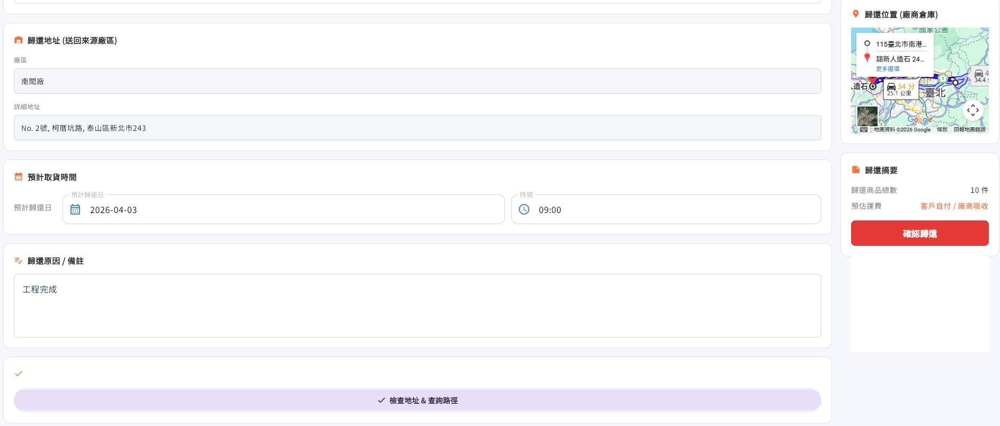 歸還地址 (送回來源廠區)
廠區
南閎廠
詳細地址
No. 2號, 柯厝坑路, 泰山區新北市243
預計取貨時間
預計歸還日
預計歸還日
2026-04-03
時間
09:00
歸還原因 / 備註
工程完成
檢查地址 & 查詢路徑
歸還位置 (廠商倉庫)
國家公園
115臺北市南港...
翃新人造石 24...
更多選項
人造石
34 分
25.1 公里
1
4
34.4
臺北
3
Google
地圖資料 ©2026 Google
條款
回報地圖錯誤
歸還摘要
歸還商品總數
10 件
預估運費
客戶自付 / 廠商吸收
確認歸還